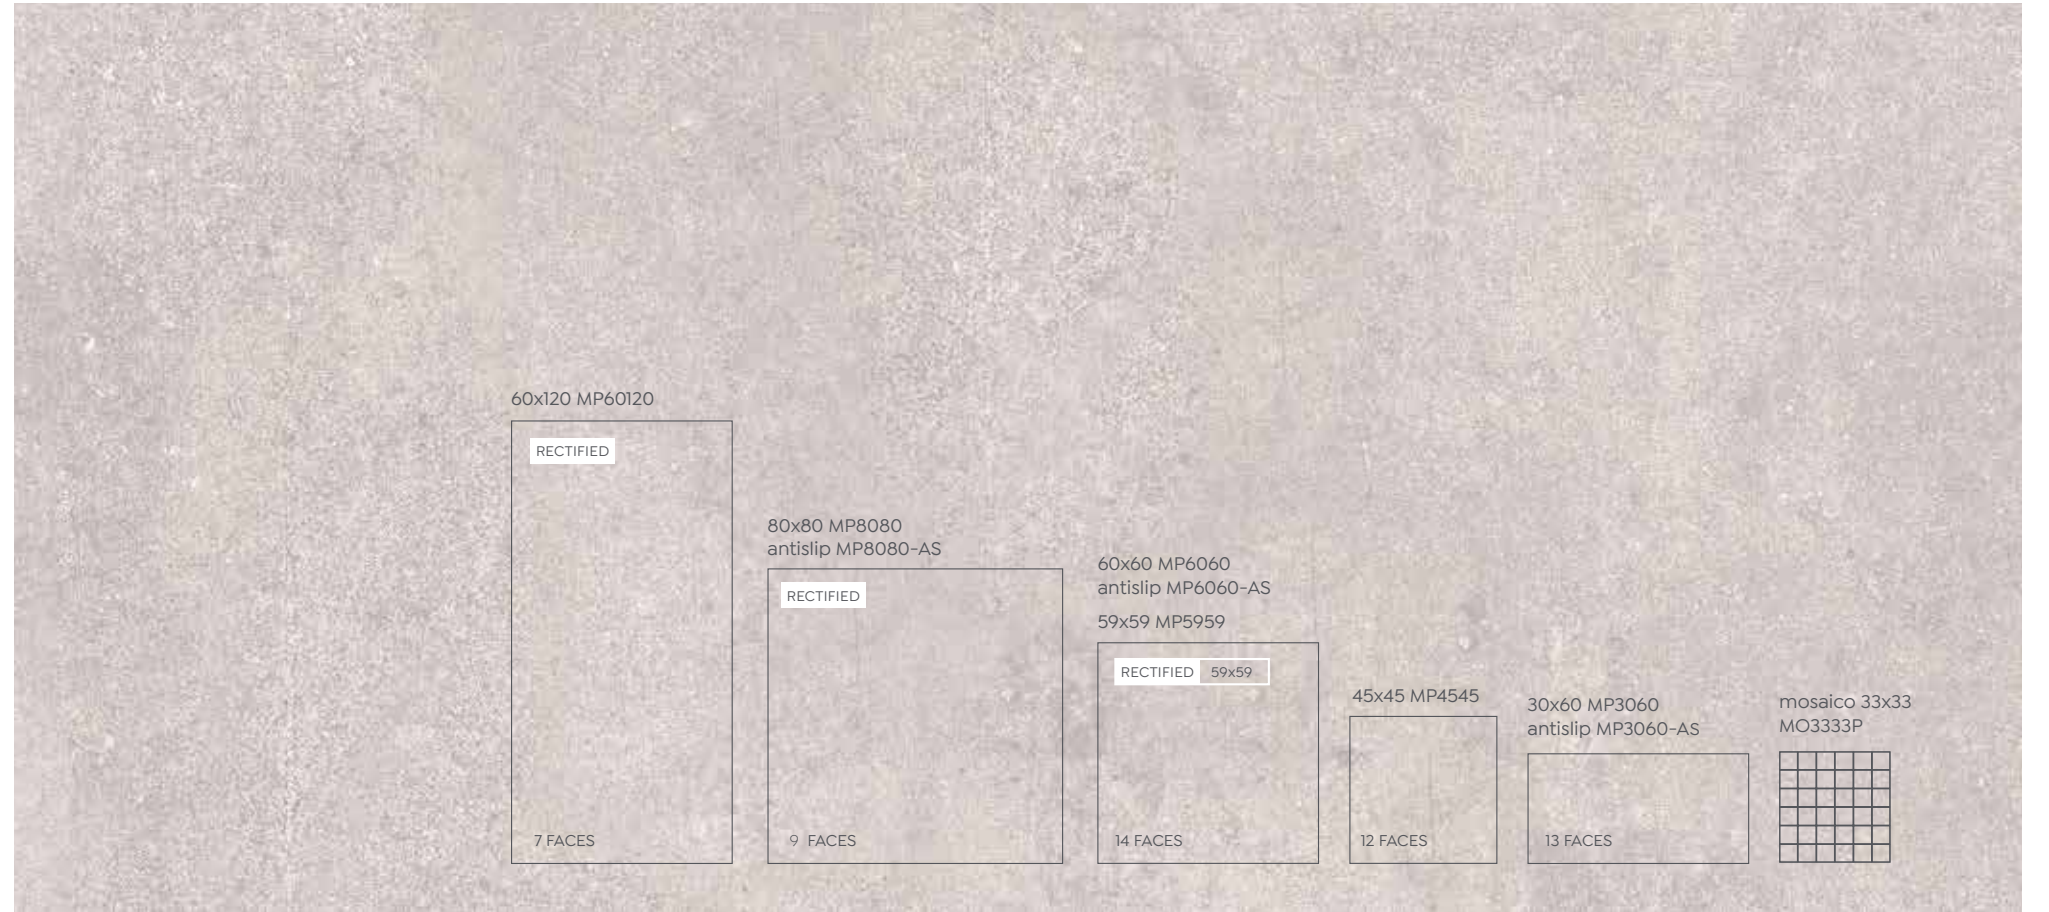 60x120 MP60120
RECTIFIED
7 FACES
80x80 MP8080
antislip MP8080-AS
RECTIFIED
9 FACES
60x60 MP6060
antislip MP6060-AS
59x59 MP5959
RECTIFIED 59x59
14 FACES
45x45 MP4545
12 FACES
30x60 MP3060
antislip MP3060-AS
13 FACES
mosaico 33x33
MO3333P